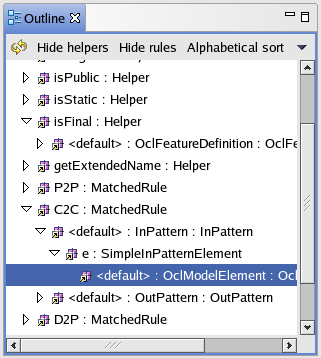 Outline
Hide helpers Hide rules Alphabetical sort
isPublic : Helper
isStatic : Helper
isFinal : Helper
<default> : OclFeatureDefinition : OclFe
getExtendedName : Helper
P2P : MatchedRule
C2C : MatchedRule
<default> : InPattern : InPattern
e : SimpleInPatternElement
<default> : OclModelElement : Ocl
<default> : OutPattern : OutPattern
D2P : MatchedRule